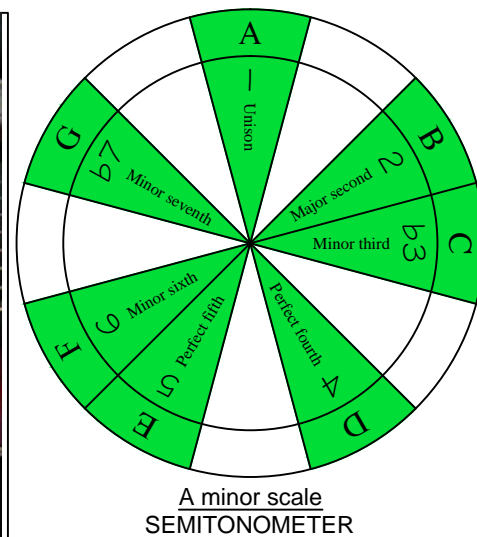 A
1
Unison
B
2
Major second
C
b3
Minor third
D
4
Perfect fourth
E
5
Perfect fifth
F
6
Minor sixth
G
b7
Minor seventh
A minor scale
SEMITONOMETER